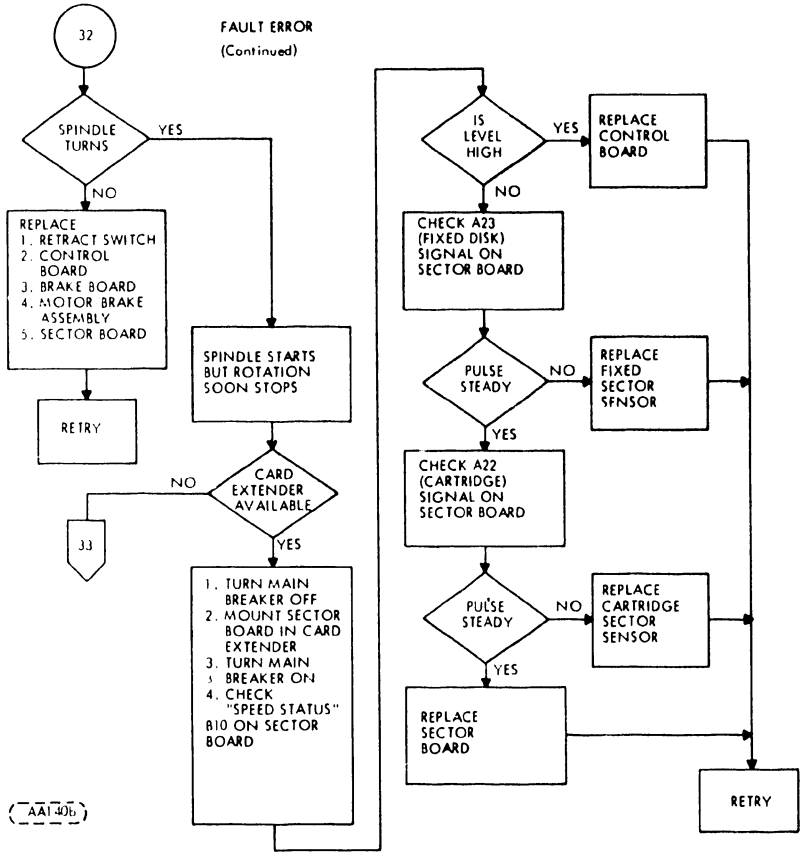 32
FAULT ERROR
(Continued)
SPINDLE
TURNS
YES
NO
REPLACE
1. RETRACT SWITCH
2. CONTROL
BOARD
3. BRAKE BOARD
4. MOTOR BRAKE
ASSEMBLY
5. SECTOR BOARD
RETRY
SPINDLE STARTS
BUT ROTATION
SOON STOPS
CARD
EXTENDER
AVAILABLE
NO
33
YES
1. TURN MAIN
BREAKER OFF
2. MOUNT SECTOR
BOARD IN CARD
EXTENDER
3. TURN MAIN
3 BREAKER ON
4. CHECK
"SPEED STATUS"
B10 ON SECTOR
BOARD
IS
LEVEL
HIGH
YES
REPLACE
CONTROL
BOARD
NO
CHECK A23
(FIXED DISK)
SIGNAL ON
SECTOR BOARD
PULSE
STEADY
NO
REPLACE
FIXED
SECTOR
SENSOR
YES
CHECK A22
(CARTRIDGE)
SIGNAL ON
SECTOR BOARD
PULSE
STEADY
NO
REPLACE
CARTRIDGE
SECTOR
SENSOR
YES
REPLACE
SECTOR
BOARD
RETRY